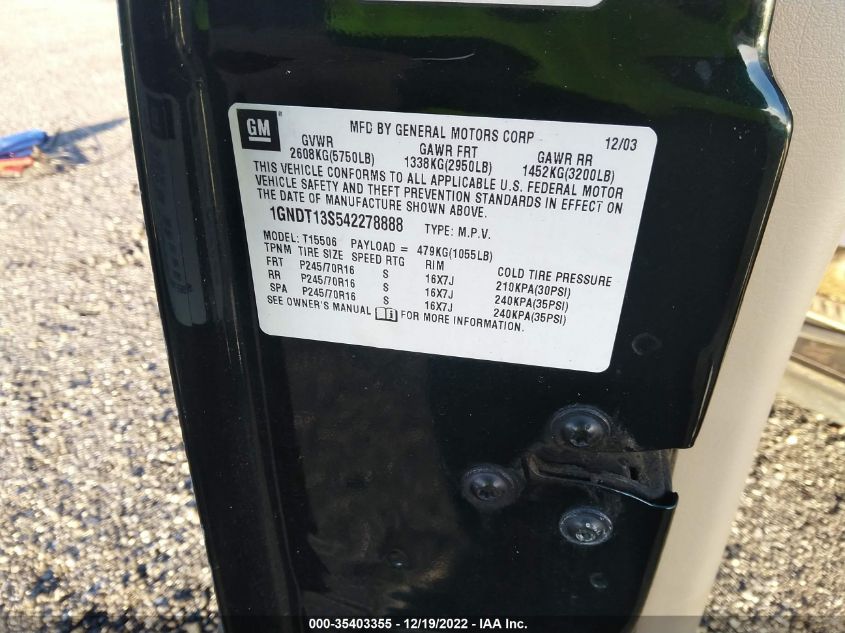 GM
MFD BY GENERAL MOTORS CORP 12/03
GVWR GAWR FRT GAWR RR
2608KG(5750LB) 1338KG(2950LB) 1452KG(3200LB)
THIS VEHICLE CONFORMS TO ALL APPLICABLE U.S. FEDERAL MOTOR
VEHICLE SAFETY AND THEFT PREVENTION STANDARDS IN EFFECT ON
THE DATE OF MANUFACTURE SHOWN ABOVE.
1GNDT13S542278888 TYPE: M.P.V.
MODEL: T15506 PAYLOAD = 479KG(1055LB)
TPNM TIRE SIZE SPEED RTG RIM COLD TIRE PRESSURE
FRT P245/70R16 S 16X7J 210KPA(30PSI)
RR P245/70R16 S 16X7J 240KPA(35PSI)
SPA P245/70R16 S 16X7J 240KPA(35PSI)
SEE OWNER'S MANUAL FOR MORE INFORMATION.
000-35403355 - 12/19/2022 - IAA Inc.